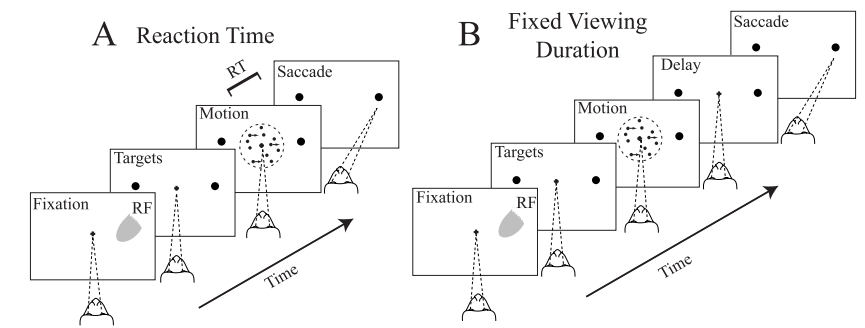 A Reaction Time
RT
Saccade
Motion
Targets
Fixation
RF
Time
B Fixed Viewing
Duration
Saccade
Delay
Motion
Targets
Fixation
RF
Time